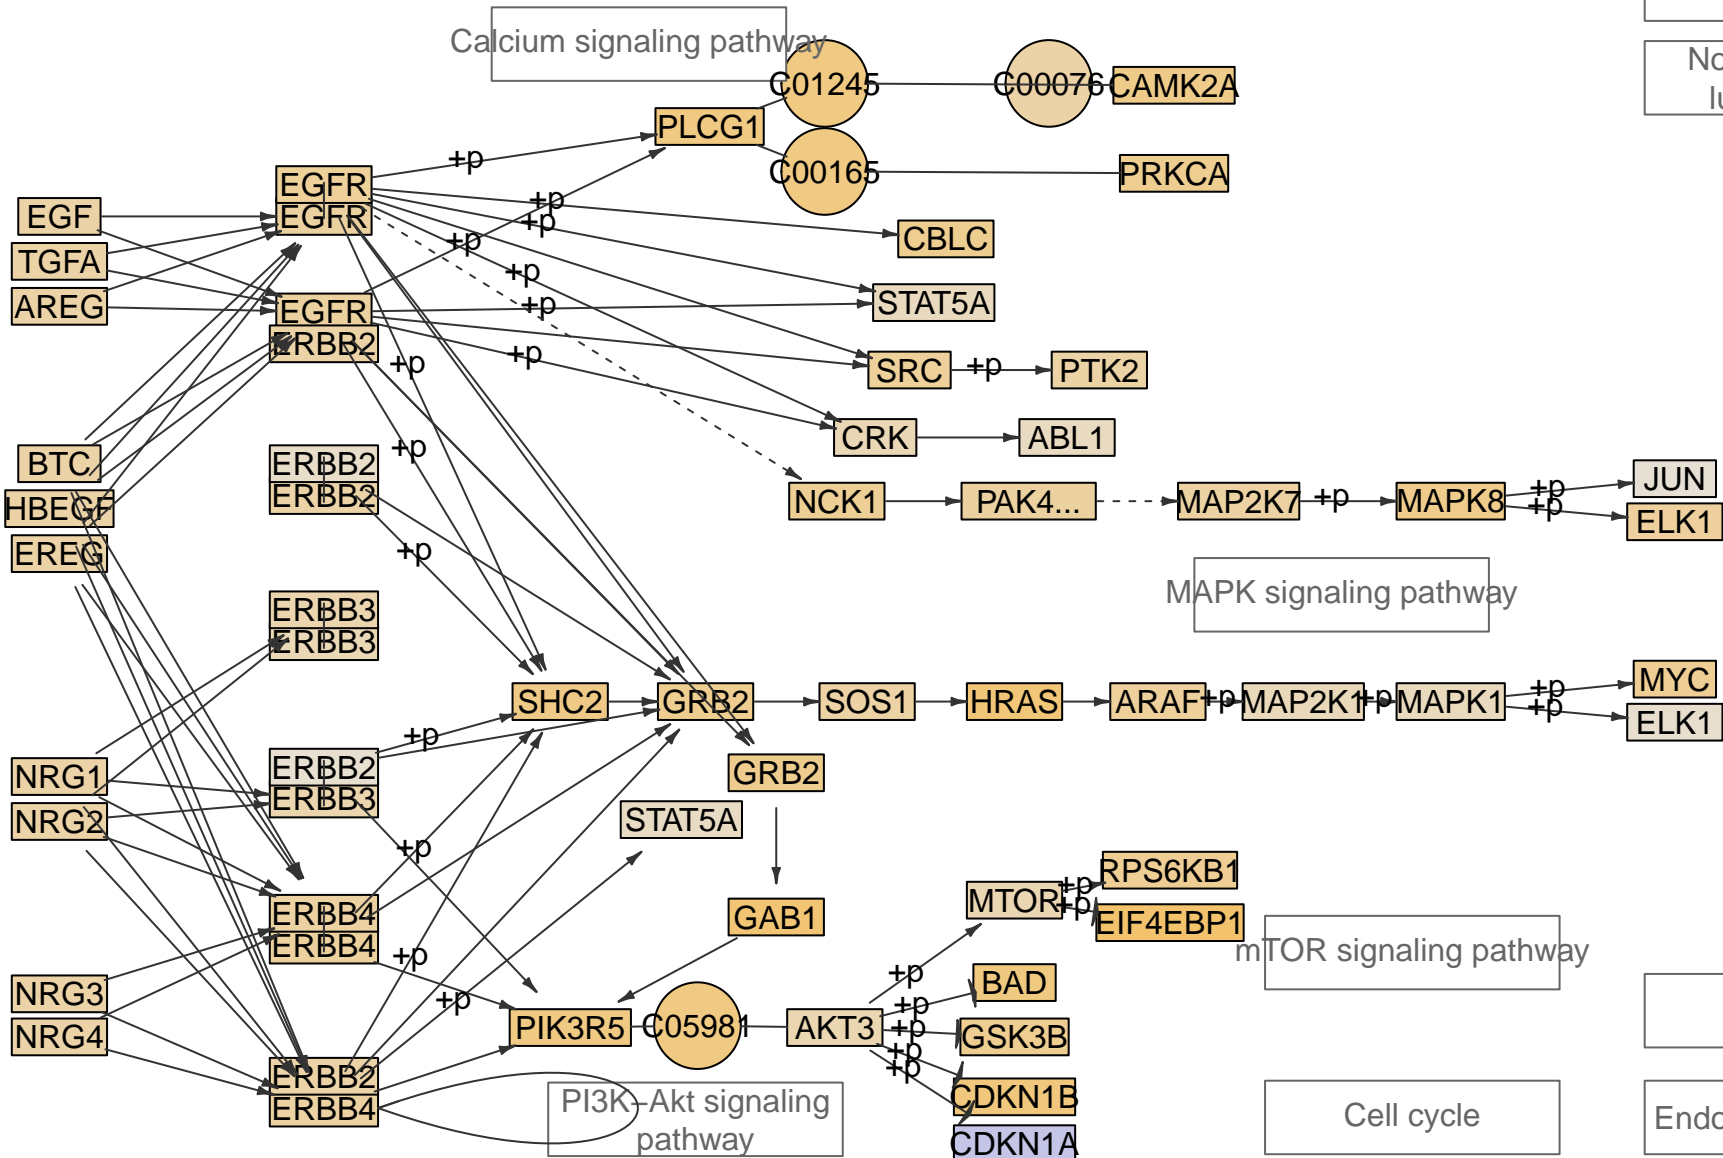 Calcium signaling pathway
No
lu
C01245
C00076
CAMK2A
PLCG1
C00165
PRKCA
+p
EGFR
EGFR
EGF
TGFA
AREG
+p
+p
+p
+p
CBLC
STAT5A
EGFR
ERBB2
+p
+p
+p
SRC
+p
PTK2
CRK
ABL1
BTC
HBEGF
EREG
ERBB2
ERBB2
+p
+p
NCK1
PAK4...
MAP2K7
+p
MAPK8
+p
+p
JUN
ELK1
MAPK signaling pathway
ERBB3
ERBB3
SHC2
GRB2
SOS1
HRAS
ARAF
+p
MAP2K1
+p
MAPK1
+p
+p
MYC
ELK1
NRG1
NRG2
ERBB2
ERBB3
+p
GRB2
STAT5A
+p
GAB1
MTOR
+p
+p
RPS6KB1
EIF4EBP1
mTOR signaling pathway
ERBB4
ERBB4
+p
+p
NRG3
NRG4
PIK3R5
C05981
AKT3
+p
+p
+p
+p
+p
BAD
GSK3B
CDKN1B
CDKN1A
ERBB2
ERBB4
PI3K–Akt signaling
pathway
Cell cycle
Endo